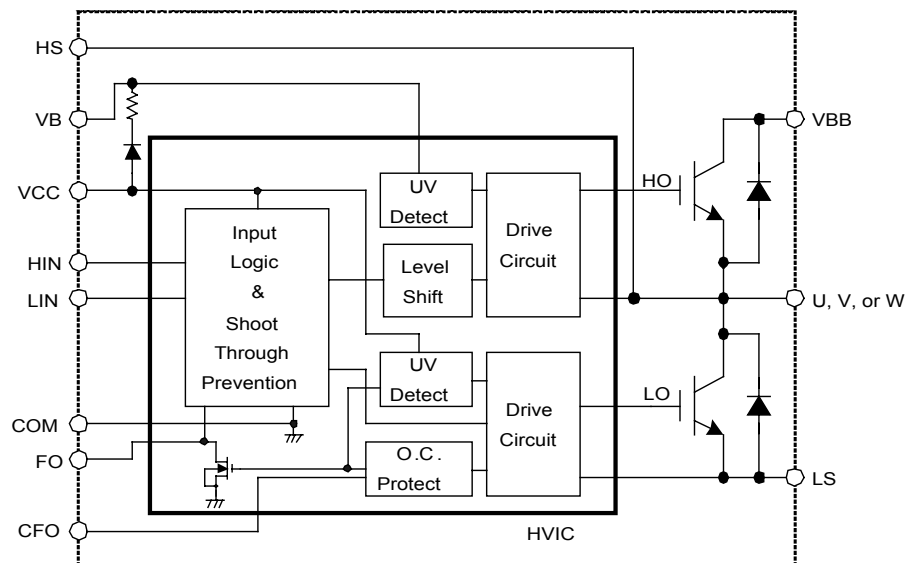 HS
VB
VCC
HIN
LIN
COM
FO
CFO
Input
Logic
&
Shoot
Through
Prevention
UV
Detect
Level
Shift
Drive
Circuit
UV
Detect
O.C.
Protect
Drive
Circuit
HVIC
HO
LO
VBB
U, V, or W
LS